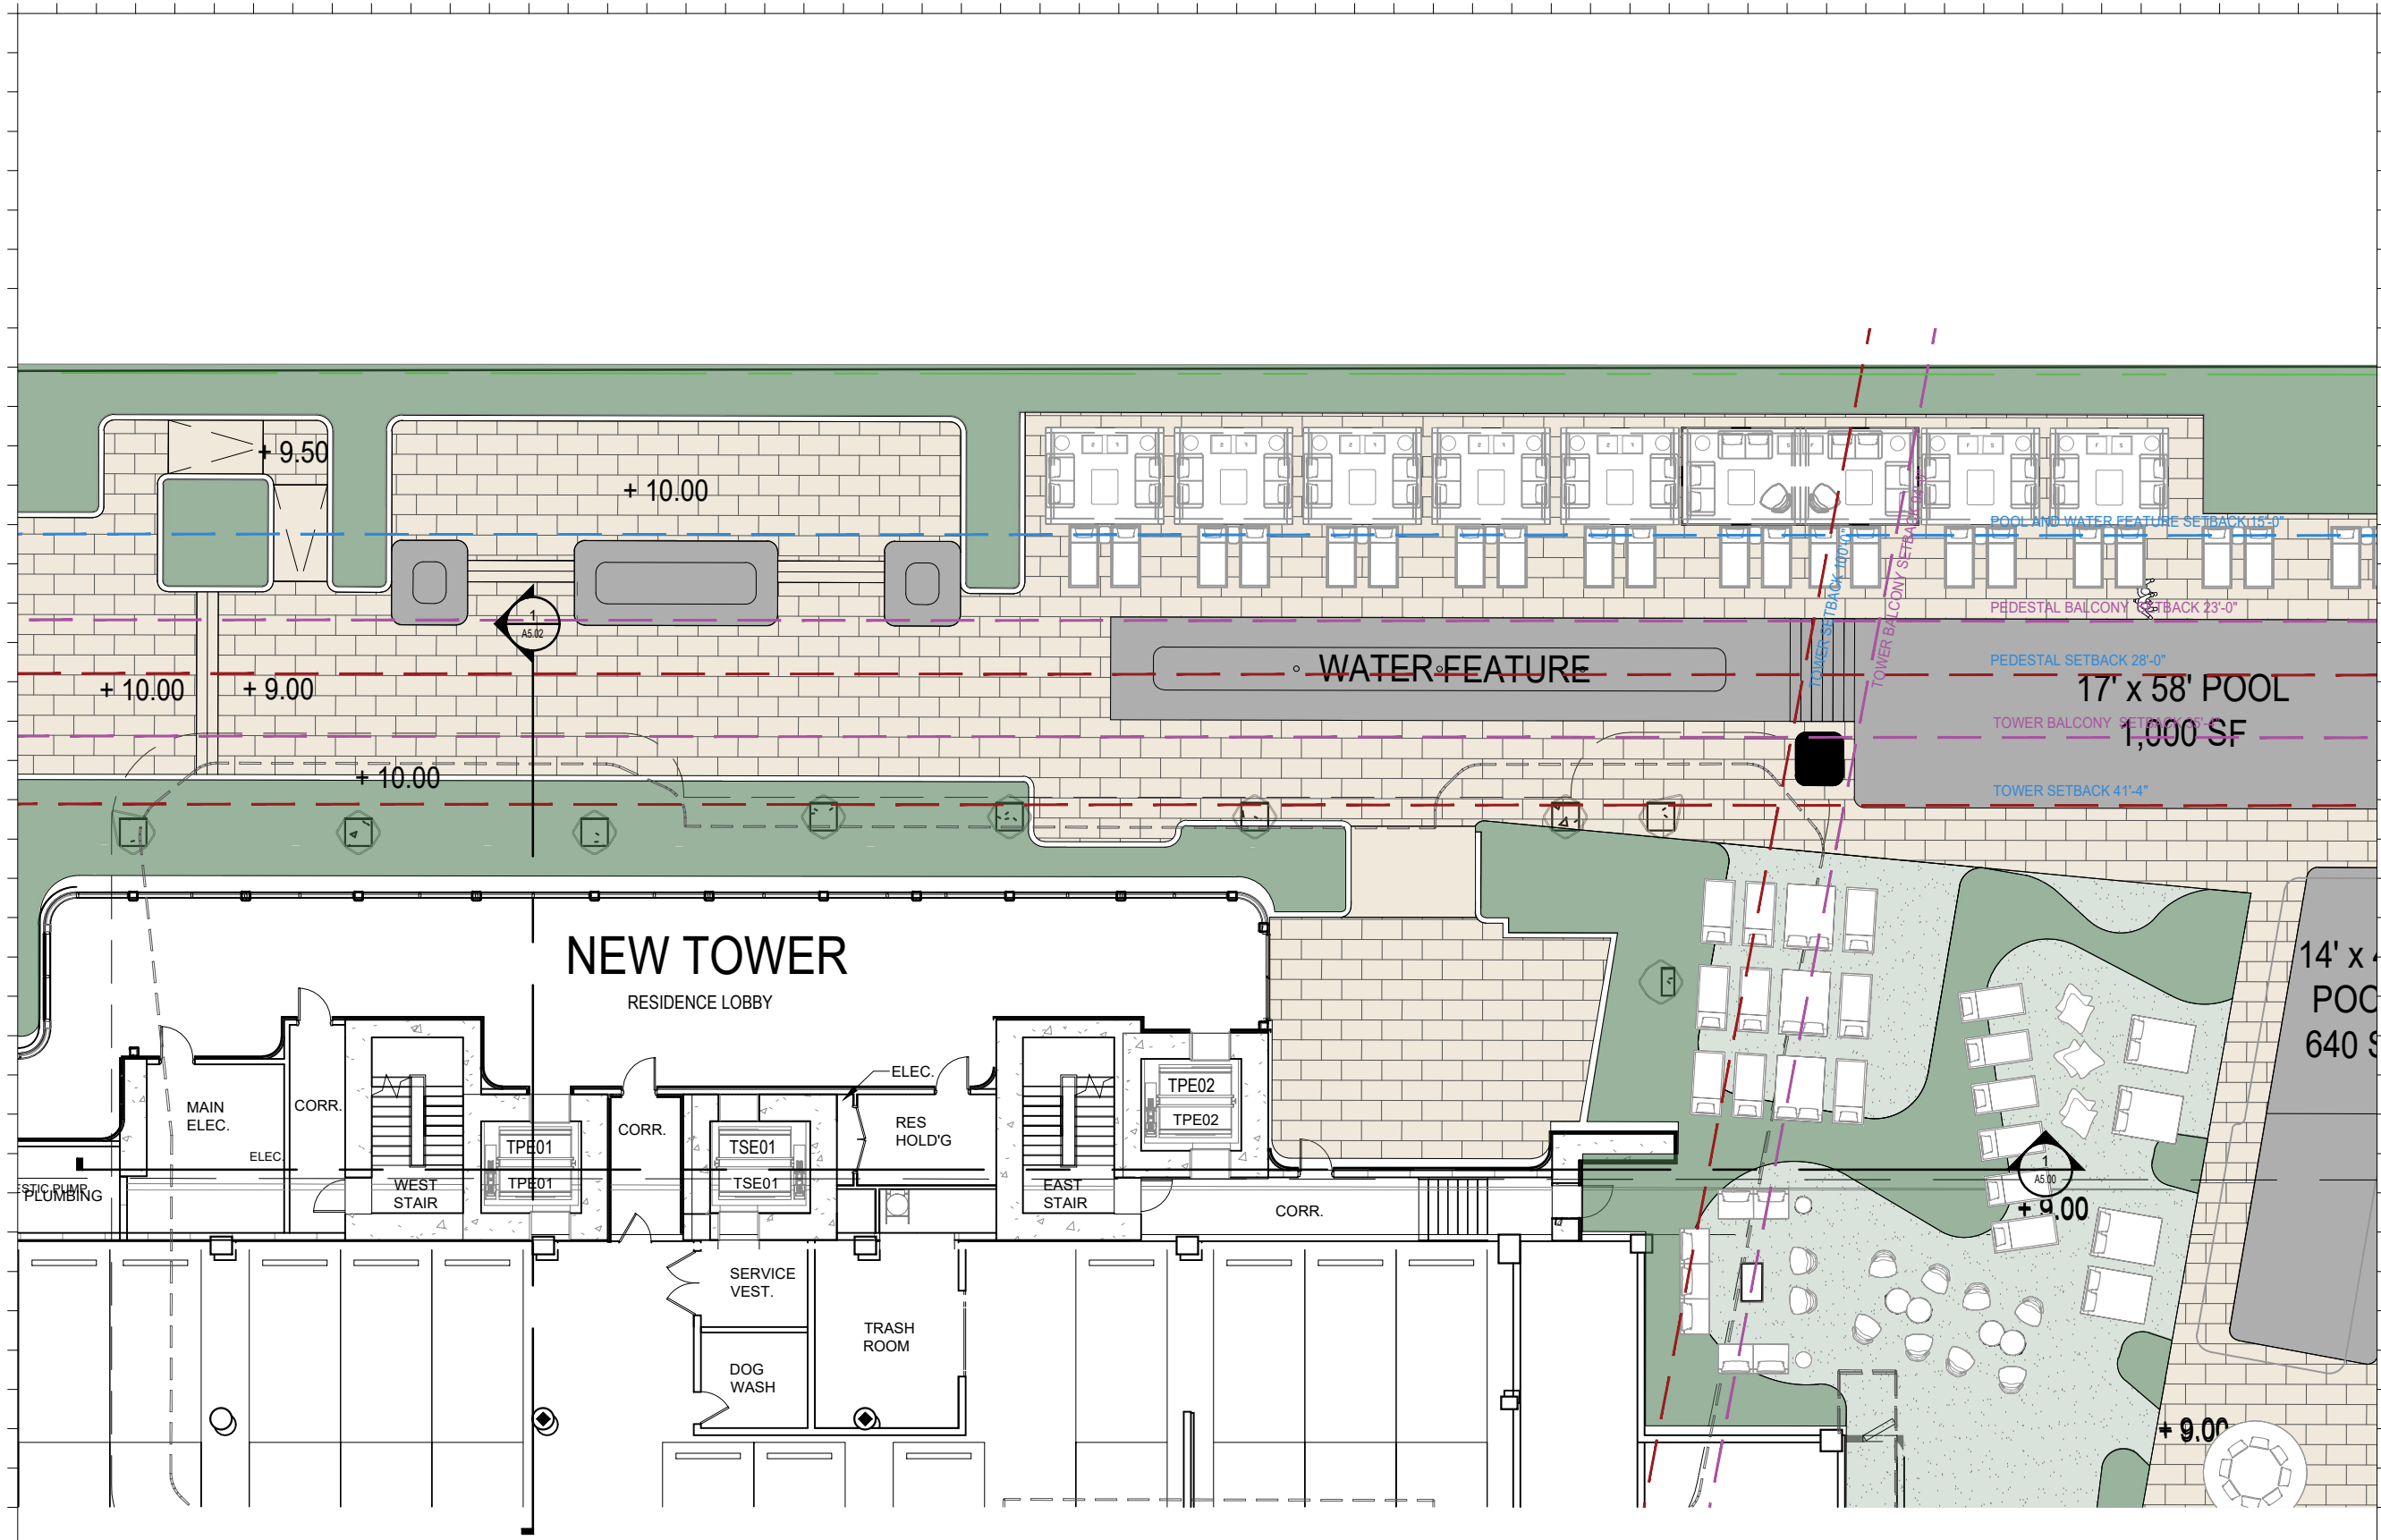 + 9.50
+ 10.00
POOL AND WATER FEATURE SETBACK 15'-0"
TOWER SETBACK 100'-0"
TOWER BALCONY SETBACK
PEDESTAL BALCONY SETBACK 23'-0"
1
A5.02
WATER FEATURE
PEDESTAL SETBACK 28'-0"
+ 10.00
+ 9.00
17' x 58' POOL
1,000 SF
TOWER BALCONY SETBACK
+ 10.00
TOWER SETBACK 41'-4"
NEW TOWER
RESIDENCE LOBBY
14' x
POO
640 S
MAIN
ELEC.
CORR.
ELEC.
TPE01
TPE01
CORR.
ELEC.
TSE01
TSE01
RES
HOLD'G
TPE02
TPE02
ESTIC PUMP
PLUMBING
WEST
STAIR
EAST
STAIR
CORR.
1
A5.00
+ 9.00
SERVICE
VEST.
TRASH
ROOM
DOG
WASH
+ 9.00